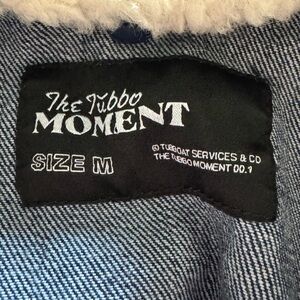 The Tubbo
MOMENT
SIZE M
© TUBBOAT SERVICES & CO
THE TUBBO MOMENT 00.1